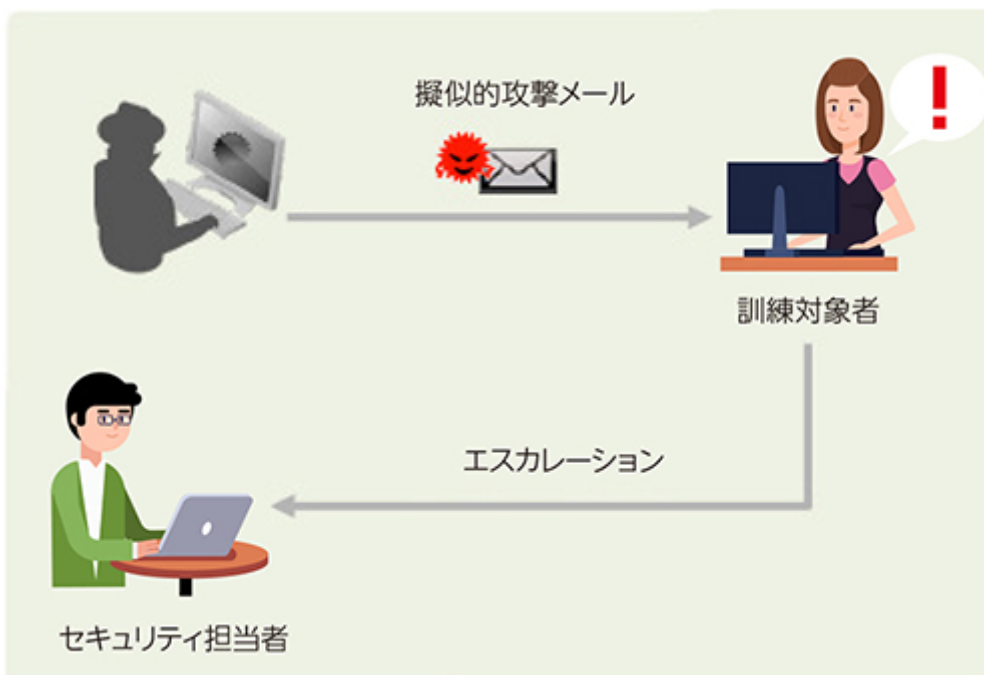 擬似的攻撃メール
!
訓練対象者
エスカレーション
セキュリティ担当者